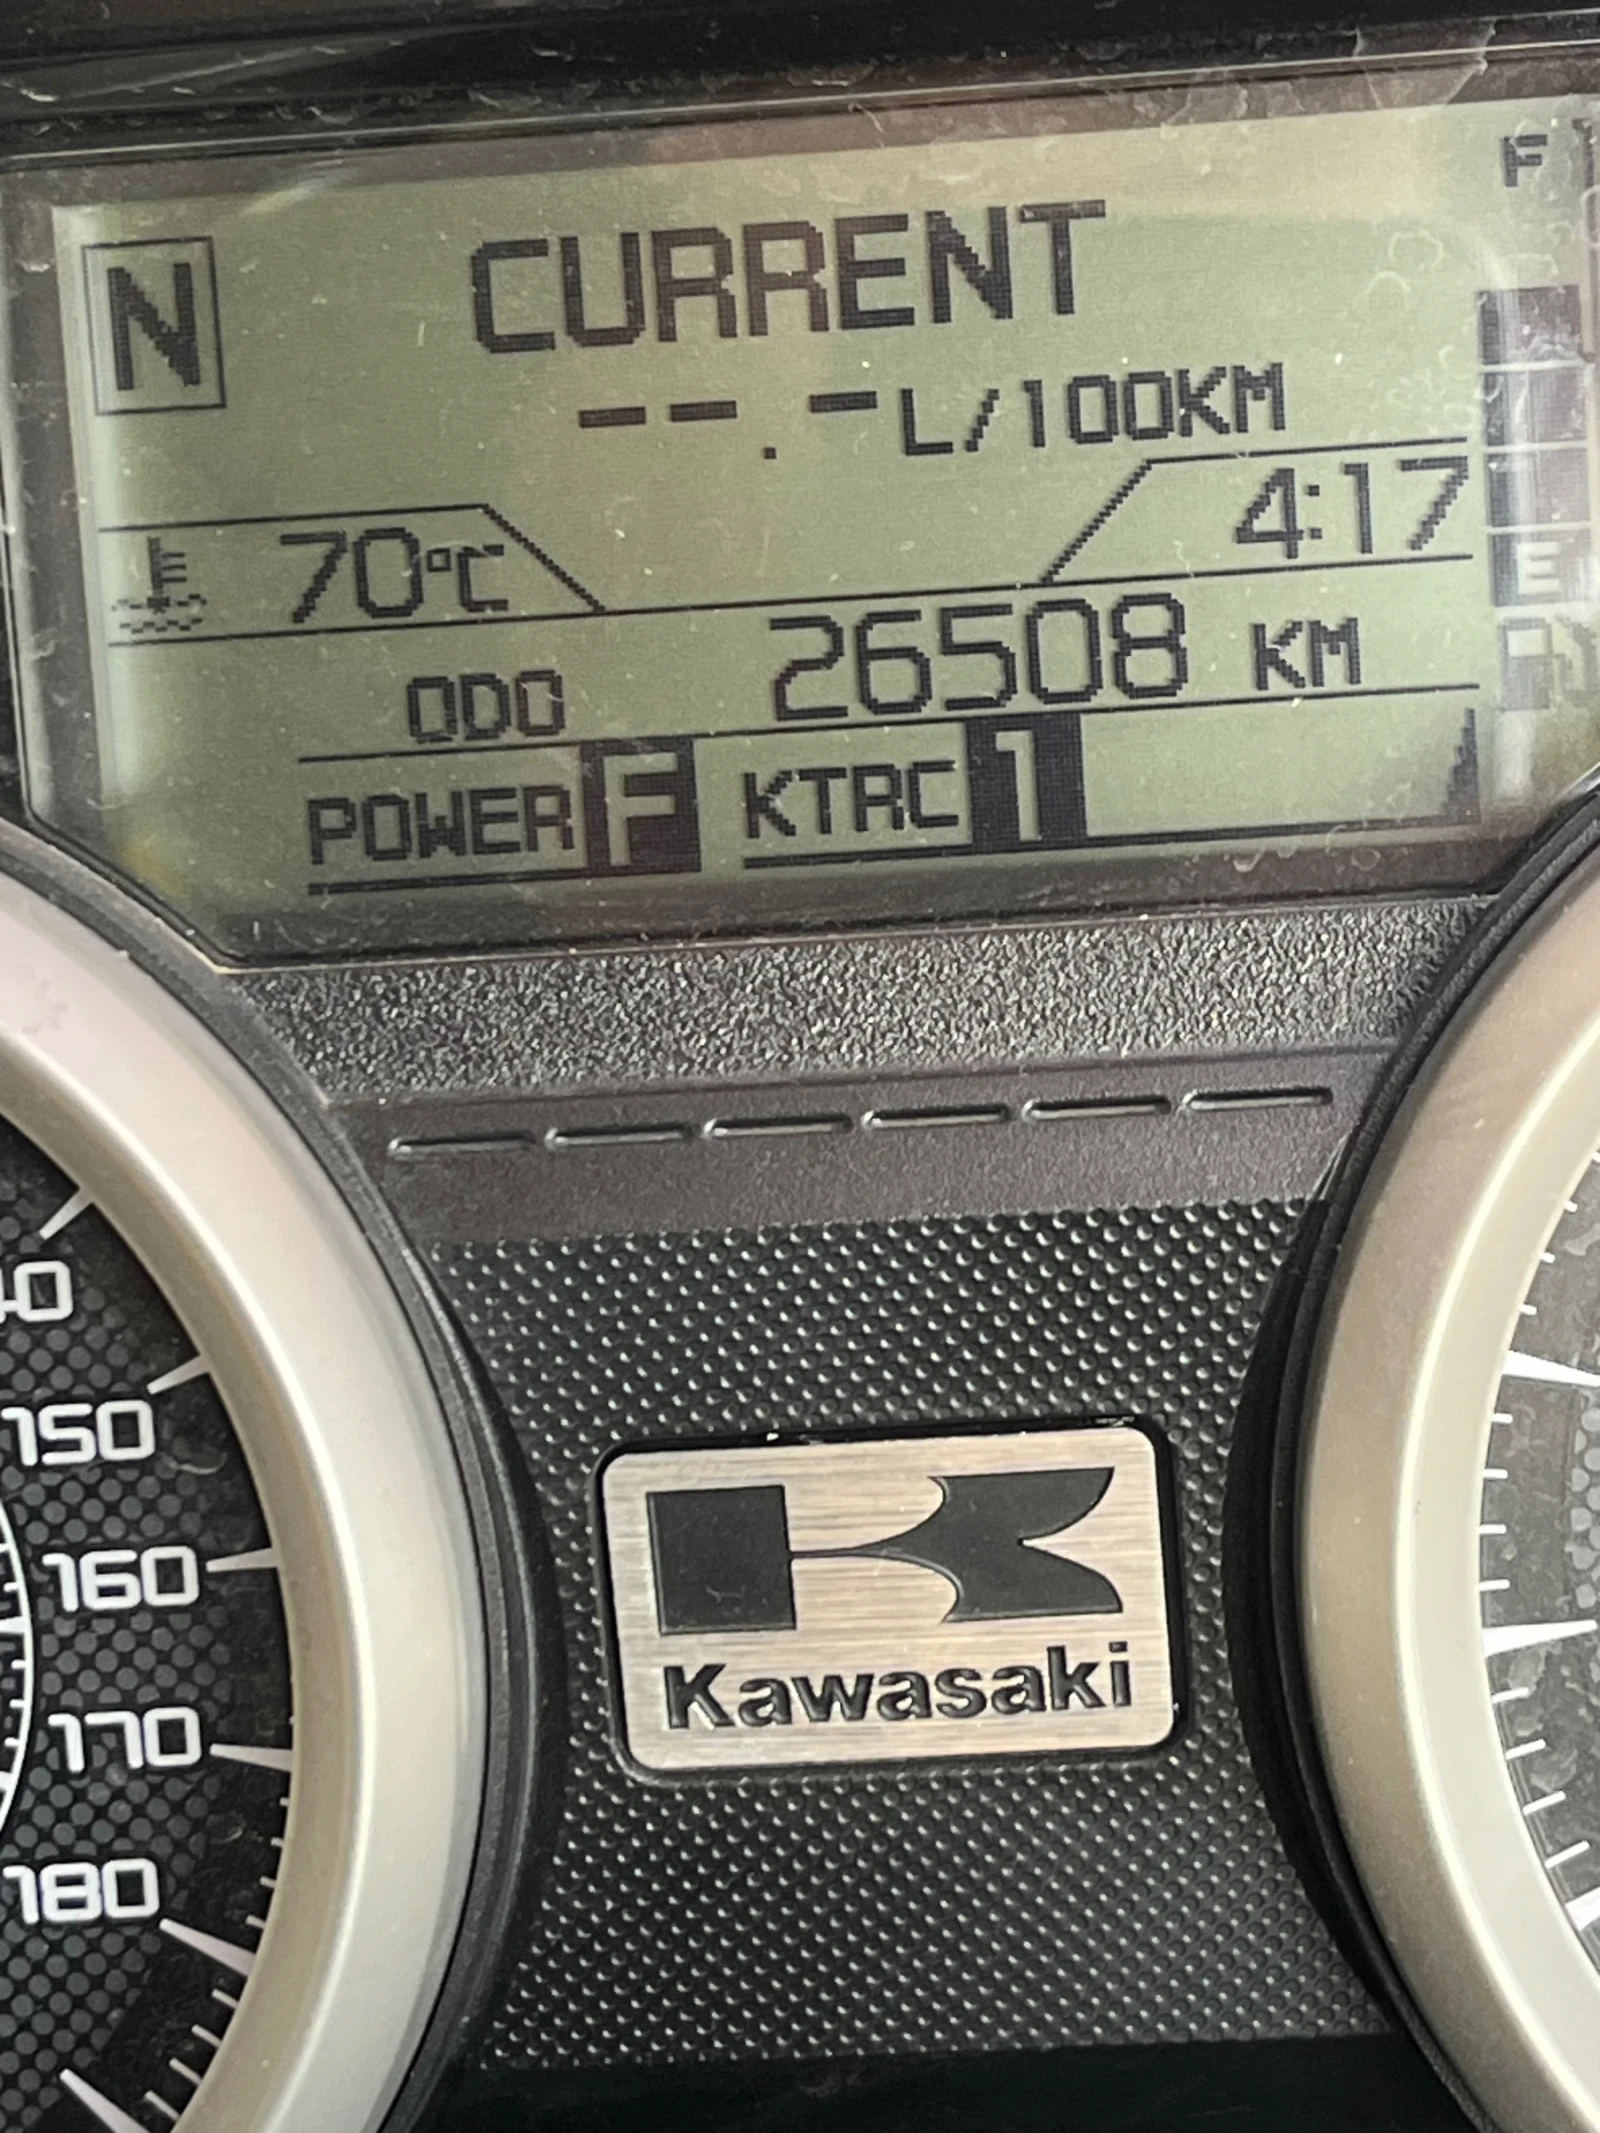 F
N
CURRENT
--.-L/100KM
70°C
4:17
E
ODO 26508 KM
POWER F KTRC 1
150
160
170
180
Kawasaki